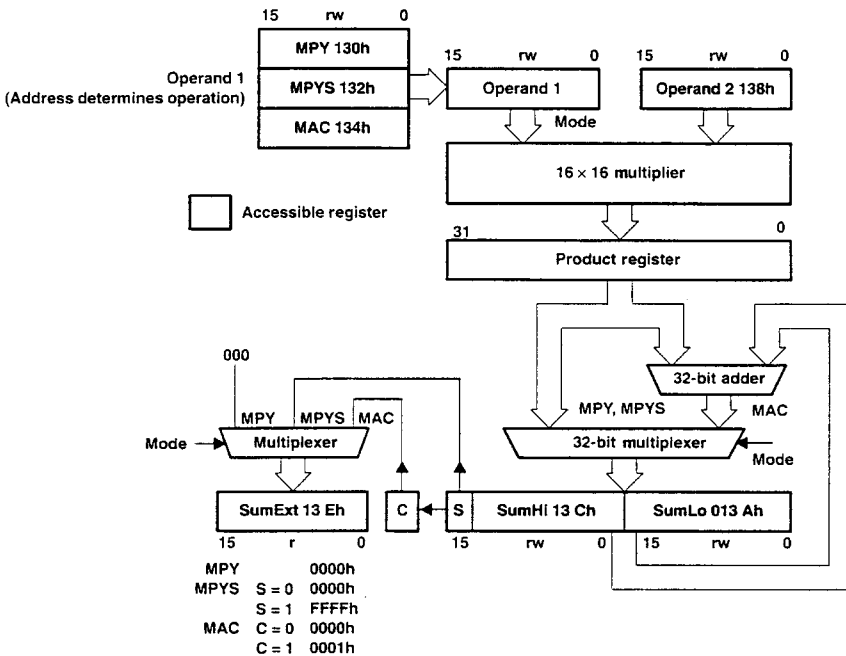 15 rw 0
MPY 130h
Operand 1
(Address determines operation)
MPYS 132h
MAC 134h
15 rw 0
Operand 1
15 rw 0
Operand 2 138h
Mode
16 × 16 multiplier
Accessible register
31 0
Product register
000
32-bit adder
MPY MPYS MAC
MPY, MPYS
MAC
Mode
Multiplexer
32-bit multiplexer
Mode
SumExt 13 Eh
C
S
SumHi 13 Ch
SumLo 013 Ah
15 r 0
15 rw 0
15 rw 0
MPY 0000h
MPYS S = 0 0000h
S = 1 FFFFh
MAC C = 0 0000h
C = 1 0001h